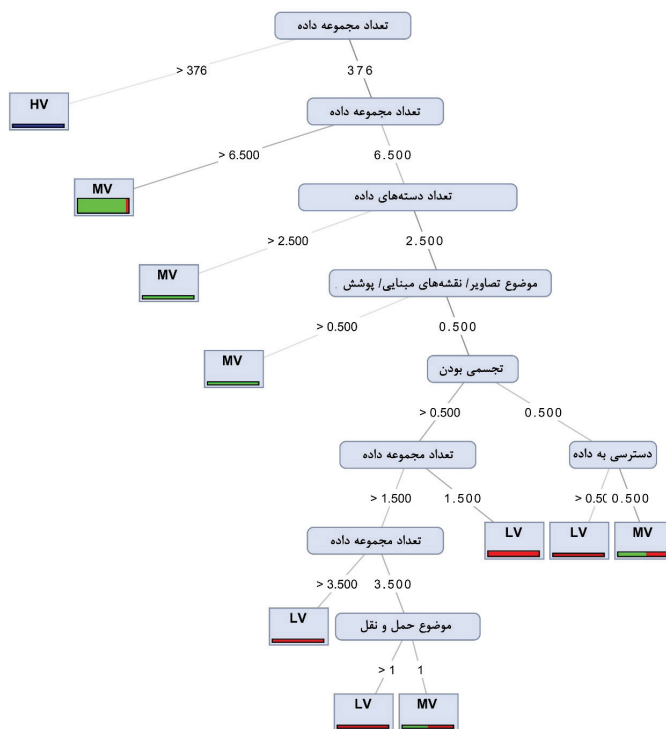 تعداد مجموعه داده
> 376
376
HV
تعداد مجموعه داده
> 6.500
6.500
MV
تعداد دسته‌های داده
> 2.500
2.500
MV
موضوع تصاویر/ نقشه‌های مبنایی/ پوشش .
> 0.500
0.500
MV
تجسمی بودن
> 0.500
0.500
تعداد مجموعه داده
دسترسی به داده
> 1.500
1.500
> 0.50
0.500
LV
LV
MV
تعداد مجموعه داده
> 3.500
3.500
LV
موضوع حمل و نقل
> 1
1
LV
MV